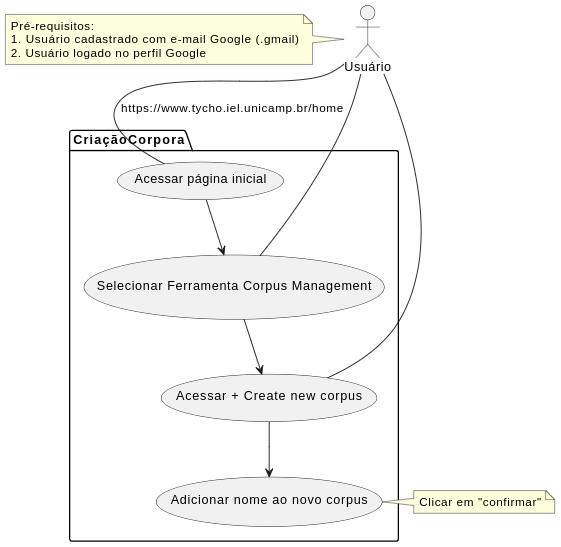 Pré-requisitos:
1. Usuário cadastrado com e-mail Google (.gmail)
2. Usuário logado no perfil Google
Usuário
https://www.tycho.iel.unicamp.br/home
CriaçãoCorpora
Acessar página inicial
Selecionar Ferramenta Corpus Management
Acessar + Create new corpus
Adicionar nome ao novo corpus
Clicar em "confirmar"